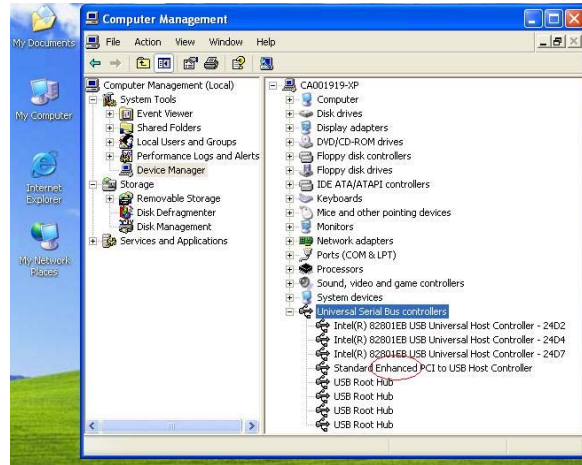 My Documents
My Computer
Internet
Explorer
My Network
Places
Computer Management
File Action View Window Help
Computer Management (Local)
System Tools
Event Viewer
Shared Folders
Local Users and Groups
Performance Logs and Alerts
Device Manager
Storage
Removable Storage
Disk Defragmenter
Disk Management
Services and Applications
CA001919-XP
Computer
Disk drives
Display adapters
DVD/CD-ROM drives
Floppy disk controllers
Floppy disk drives
IDE ATA/ATAPI controllers
Keyboards
Mice and other pointing devices
Monitors
Network adapters
Ports (COM & LPT)
Processors
Sound, video and game controllers
System devices
Universal Serial Bus controllers
Intel(R) 82801EB USB Universal Host Controller - 24D2
Intel(R) 82801EB USB Universal Host Controller - 24D4
Intel(R) 82801EB USB Universal Host Controller - 24D7
Standard Enhanced PCI to USB Host Controller
USB Root Hub
USB Root Hub
USB Root Hub
USB Root Hub